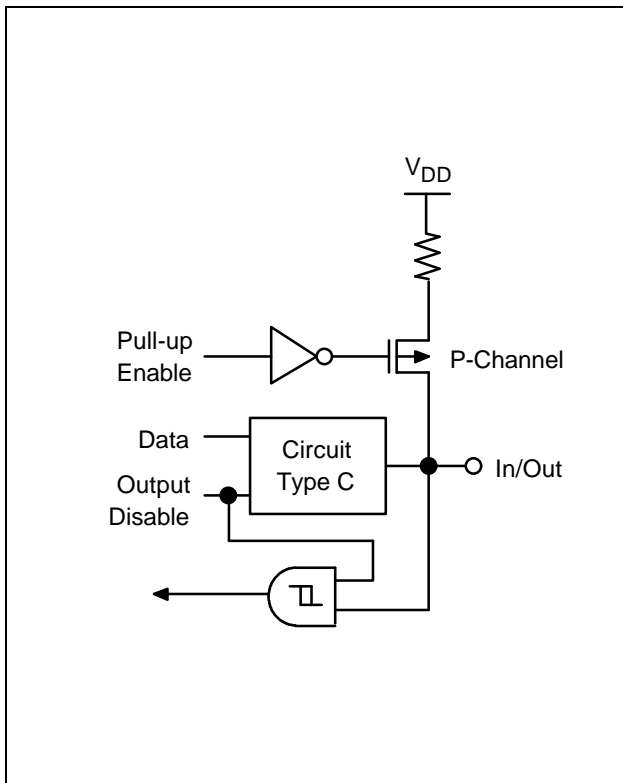 VDD
Pull-up
Enable
P-Channel
Data
Circuit
Type C
In/Out
Output
Disable